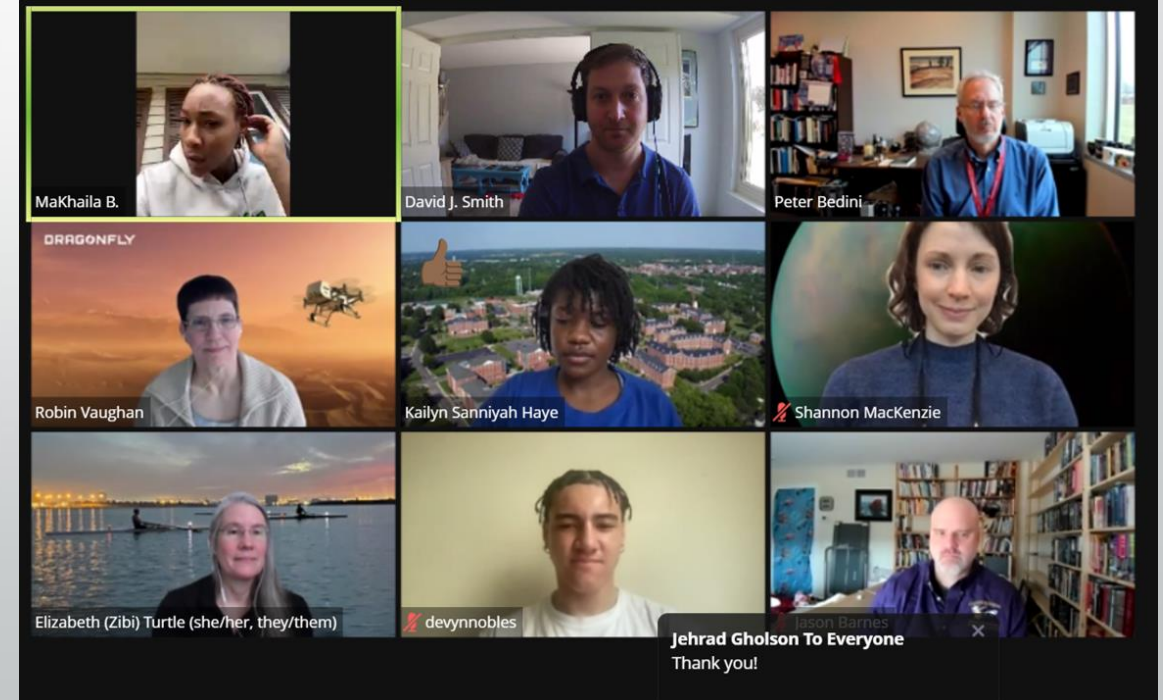 MaKhaila B.
David J. Smith
Peter Bedini
DRAGONFLY
Robin Vaughan
Kailyn Sanniyah Haye
Shannon MacKenzie
Elizabeth (Zibi) Turtle (she/her, they/them)
devynnobles
Jason Barnes
Jehrad Gholson To Everyone
Thank you!